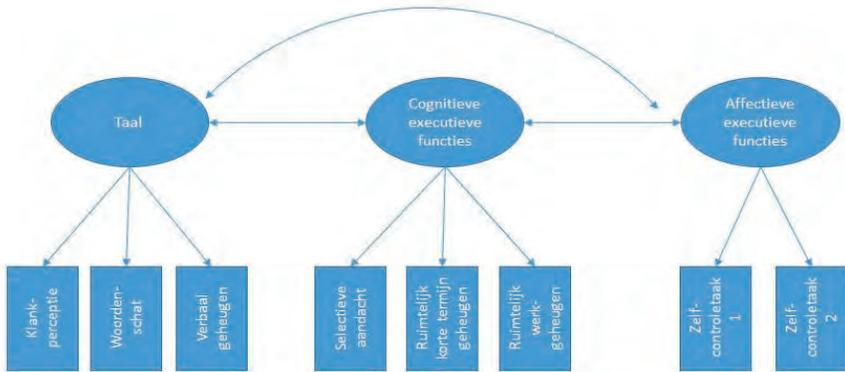 Taal
Cognitieve
executieve
functies
Affectieve
executieve
functies
Klank-
perceptie
Woorden-
schat
Verbaal
geheugen
Selectieve
aandacht
Ruimtelijk
korte termijn
geheugen
Ruimtelijk
werk-
geheugen
Zelf-
controletaak
1
Zelf-
controletaak
2